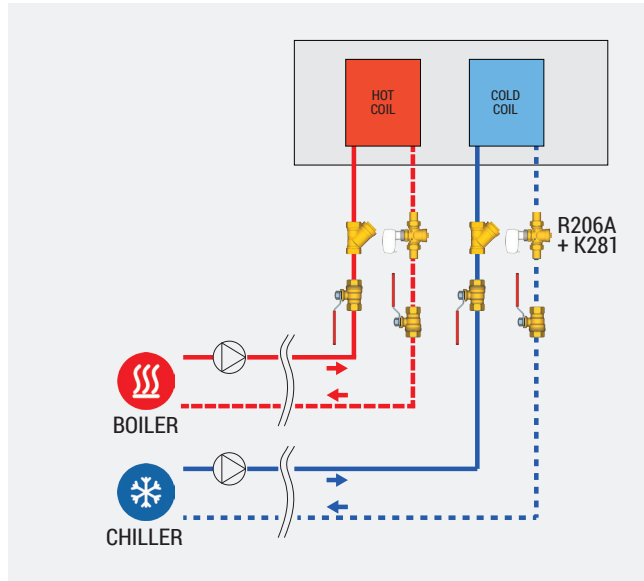 HOT
COIL
COLD
COIL
R206A
+ K281
BOILER
CHILLER